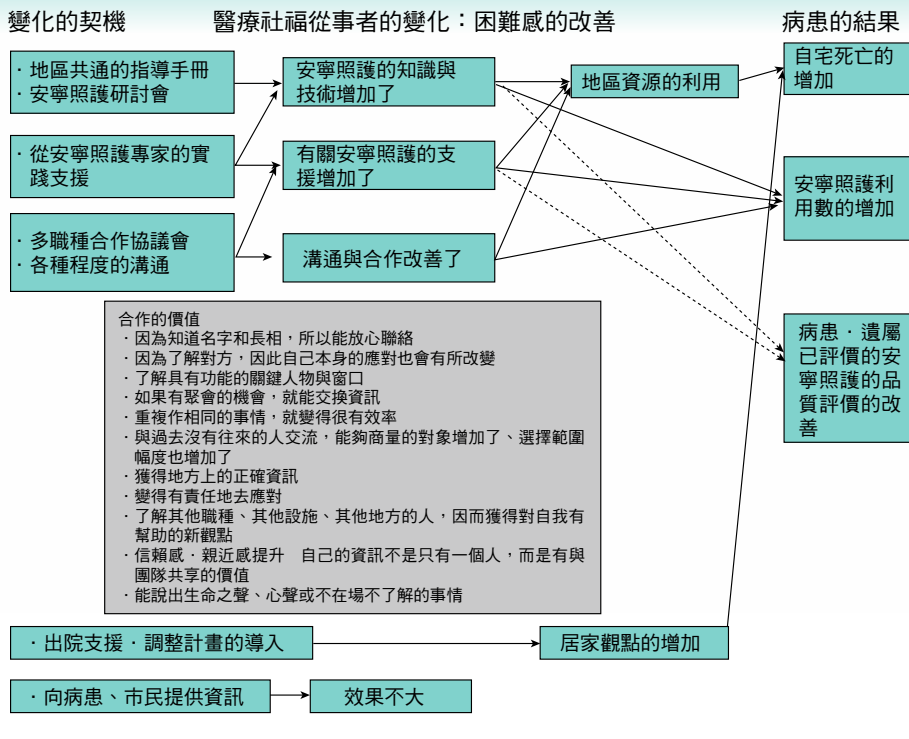 變化的契機
醫療社福從事者的變化：困難感的改善
病患的結果
．地區共通的指導手冊
．安寧照護研討會
安寧照護的知識與
技術增加了
地區資源的利用
自宅死亡的
增加
．從安寧照護專家的實
踐支援
有關安寧照護的支
援增加了
安寧照護利
用數的增加
．多職種合作協議會
．各種程度的溝通
溝通與合作改善了
病患．遺屬
已評價的安
寧照護的品
質評價的改
善
合作的價值
．因為知道名字和長相，所以能放心聯絡
．因為了解對方，因此自己本身的應對也會有所改變
．了解具有功能的關鍵人物與窗口
．如果有聚會的機會，就能交換資訊
．重複作相同的事情，就變得很有效率
．與過去沒有往來的人交流，能夠商量的對象增加了、選擇範圍
幅度也增加了
．獲得地方上的正確資訊
．變得有責任地去應對
．了解其他職種、其他設施、其他地方的人，因而獲得對自我有
幫助的新觀點
．信賴感．親近感提升　自己的資訊不是只有一個人，而是有與
團隊共享的價值
．能說出生命之聲、心聲或不在場不了解的事情
．出院支援．調整計畫的導入
居家觀點的增加
．向病患、市民提供資訊
效果不大